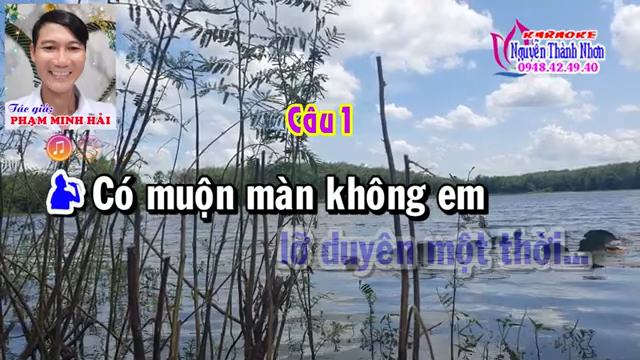 KARAOKE
Nguyễn Thành Nhơn
0948.42.49.40
Tác giả:
PHẠM MINH HẢI
Câu 1
Có muộn màn không em
lỡ duyên một thời...